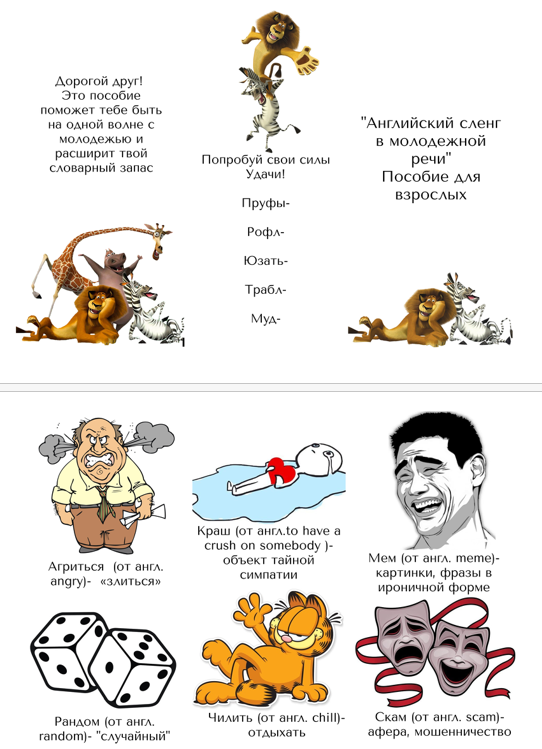 Дорогой друг!
Это пособие
поможет тебе быть
на одной волне с
молодежью и
расширит твой
словарный запас
Попробуй свои силы
Удачи!
Пруфы-
Рофл-
Юзать-
Трабл-
Муд-
"Английский сленг
в молодежной
речи"
Пособие для
взрослых
Агриться (от англ.
angry)- «злиться»
Краш (от англ.to have a
crush on somebody )-
объект тайной
симпатии
Мем (от англ. meme)-
картинки, фразы в
ироничной форме
Рандом (от англ.
random)- "случайный"
Чилить (от англ. chill)-
отдыхать
Скам (от англ. scam)-
афера, мошенничество